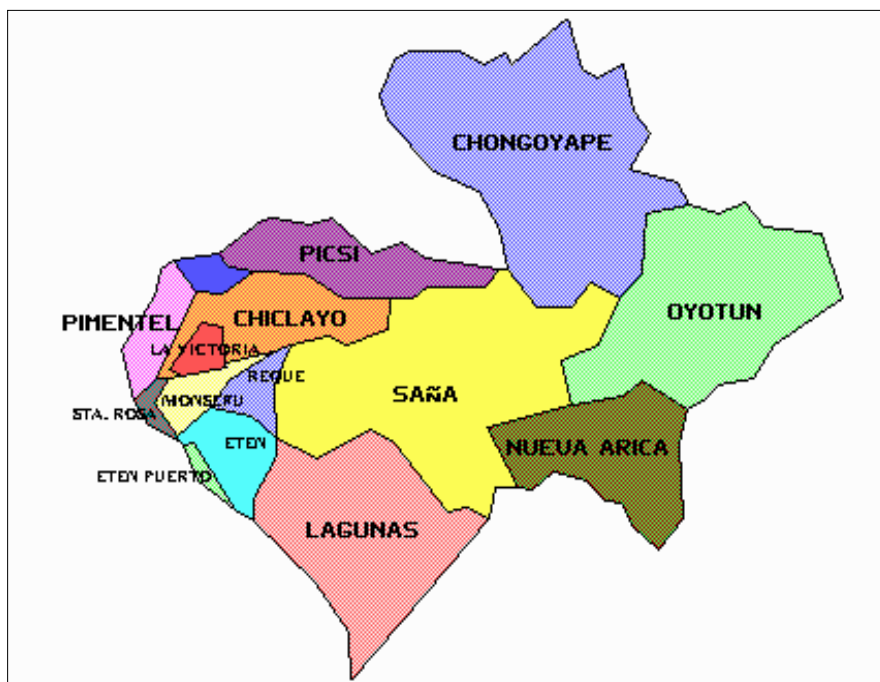 CHONGOYAPE
PICSI
OYOTUN
PIMENTEL
CHICLAYO
LA VICTORIA
REQUE
SAÑA
MONSEFU
STA. ROSA
ETEN
NUEVA ARICA
ETEN PUERTO
LAGUNAS